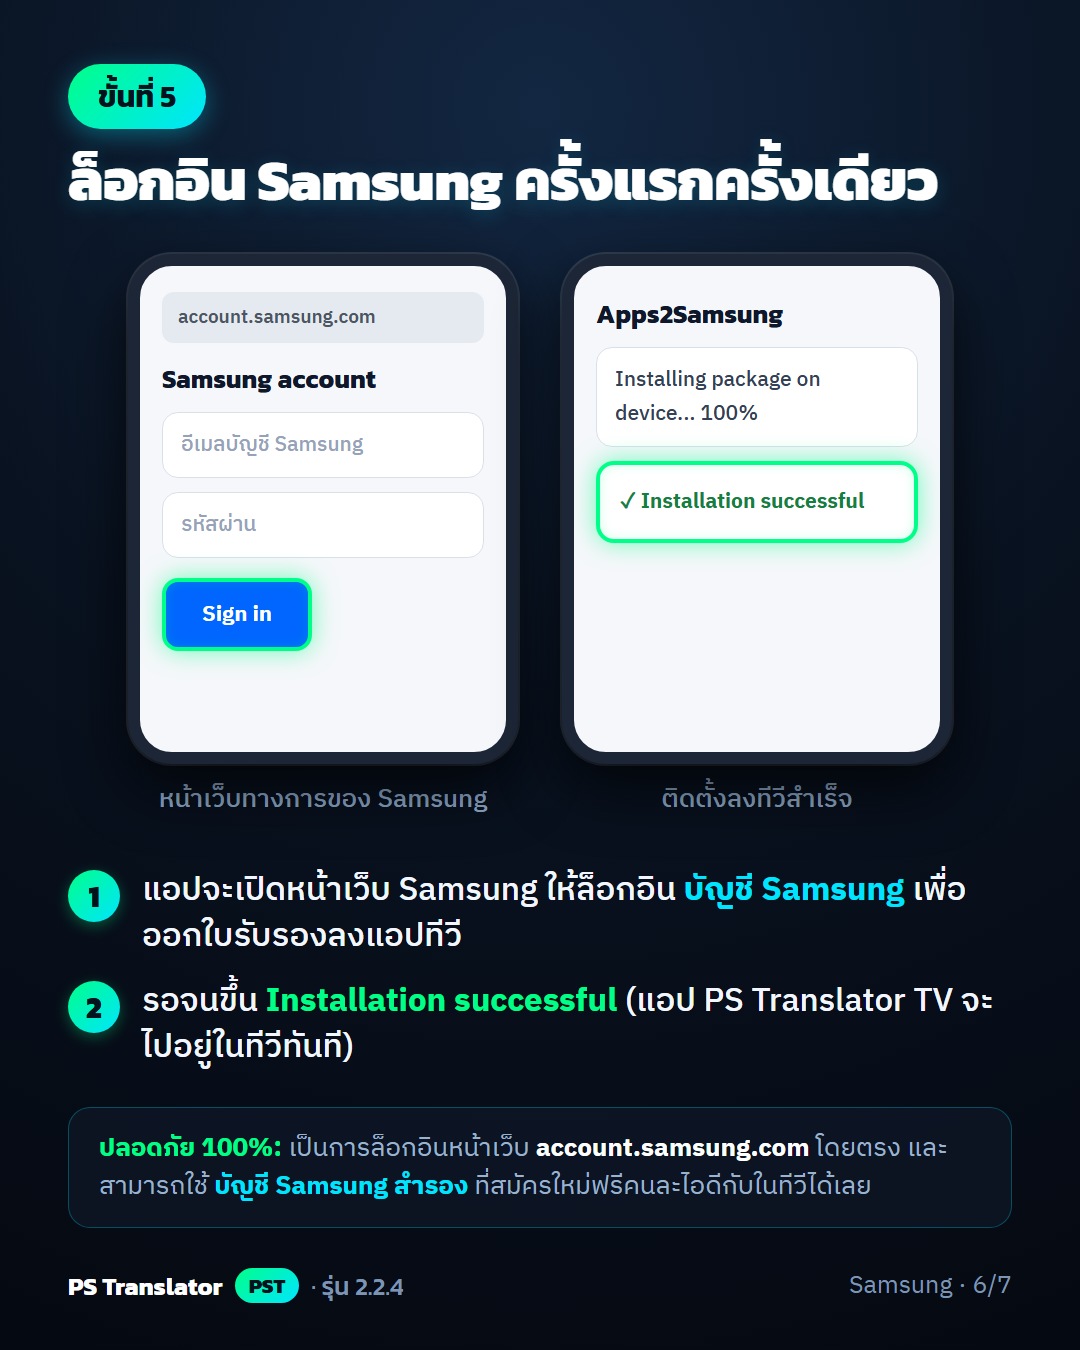 ขั้นที่ 5
ล็อกอิน Samsung ครั้งแรกครั้งเดียว
account.samsung.com
Samsung account
อีเมลบัญชี Samsung
รหัสผ่าน
Sign in
หน้าเว็บทางการของ Samsung
Apps2Samsung
Installing package on
device... 100%
✓ Installation successful
ติดตั้งลงทีวีสำเร็จ
1 แอปจะเปิดหน้าเว็บ Samsung ให้ล็อกอิน บัญชี Samsung เพื่อ
ออกใบรับรองลงแอปทีวี
2 รอจนขึ้น Installation successful (แอป PS Translator TV จะ
ไปอยู่ในทีวีทันที)
ปลอดภัย 100%: เป็นการล็อกอินหน้าเว็บ account.samsung.com โดยตรง และ
สามารถใช้ บัญชี Samsung สำรอง ที่สมัครใหม่ฟรีคนละไอดีกับในทีวีได้เลย
PS Translator PST · รุ่น 2.2.4
Samsung · 6/7